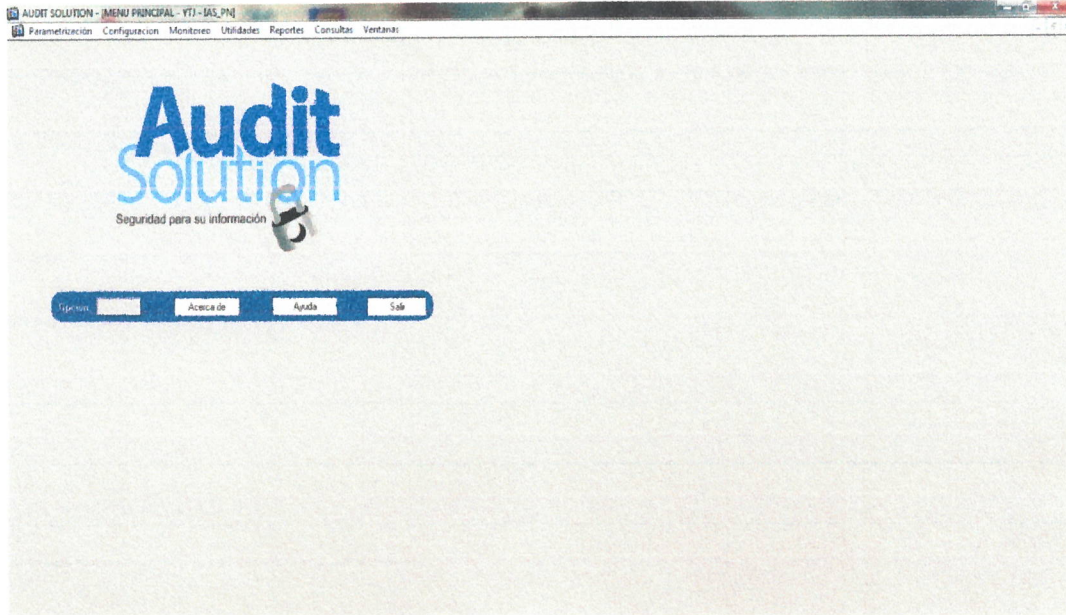 AUDIT SOLUTION - [MENU PRINCIPAL - YTJ - IAS_PN]
Parametrización Configuracion Monitoreo Utilidades Reportes Consultas Ventanas
Audit
Solution
Seguridad para su información
Opcion: Acerca de Ayuda Salir